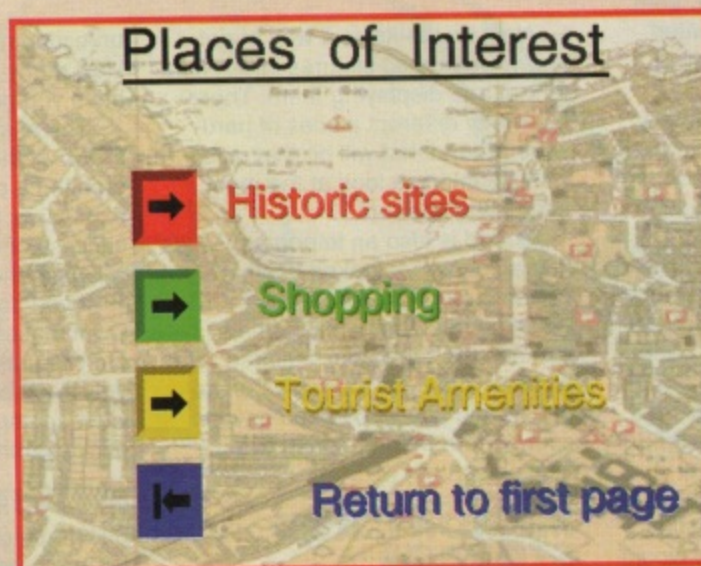 Places of Interest
Historic sites
Shopping
Tourist Amenities
Return to first page